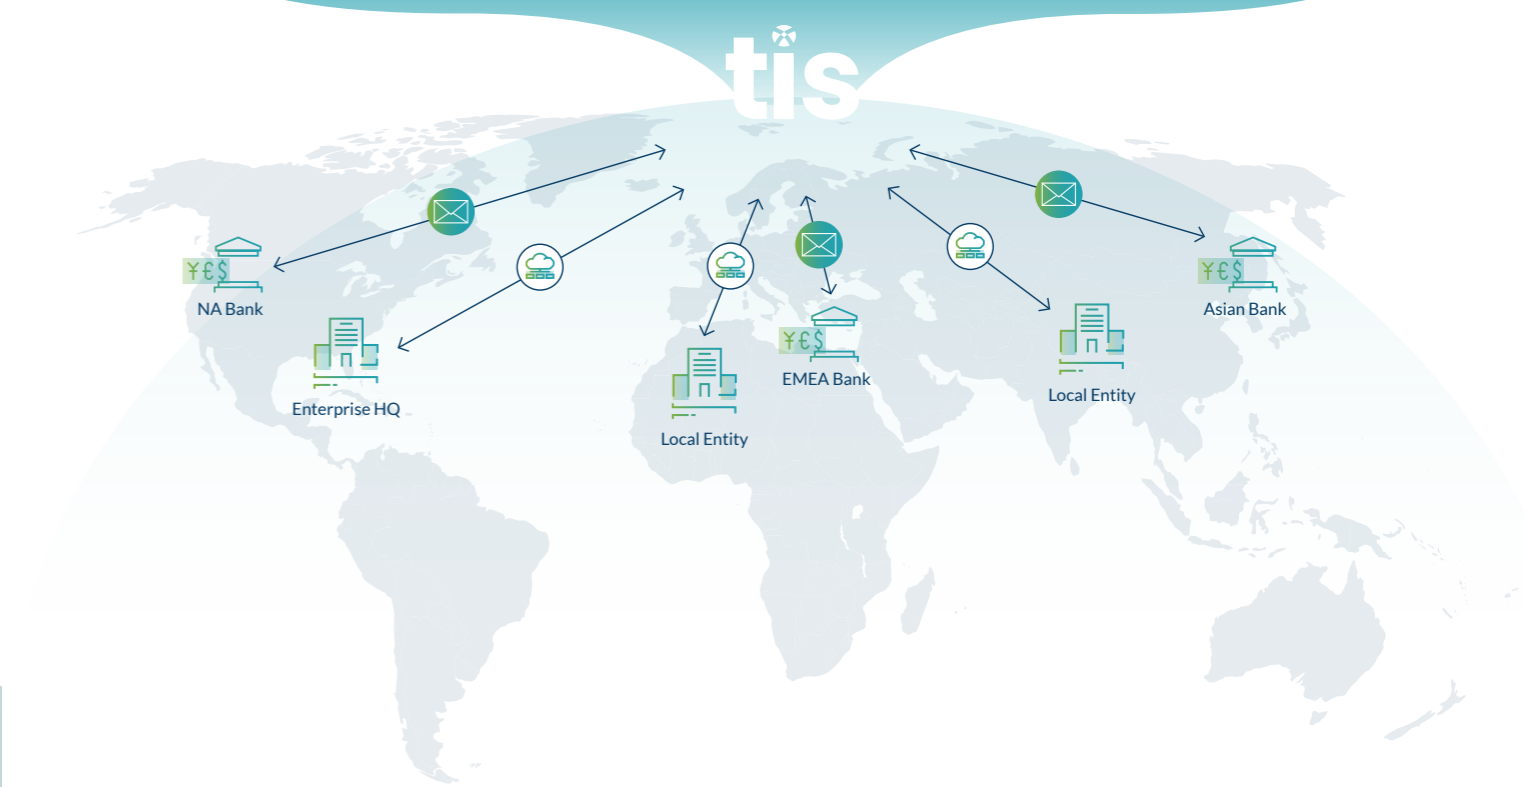 tis
¥€$
NA Bank
Enterprise HQ
Local Entity
¥€$
EMEA Bank
Local Entity
¥€$
Asian Bank